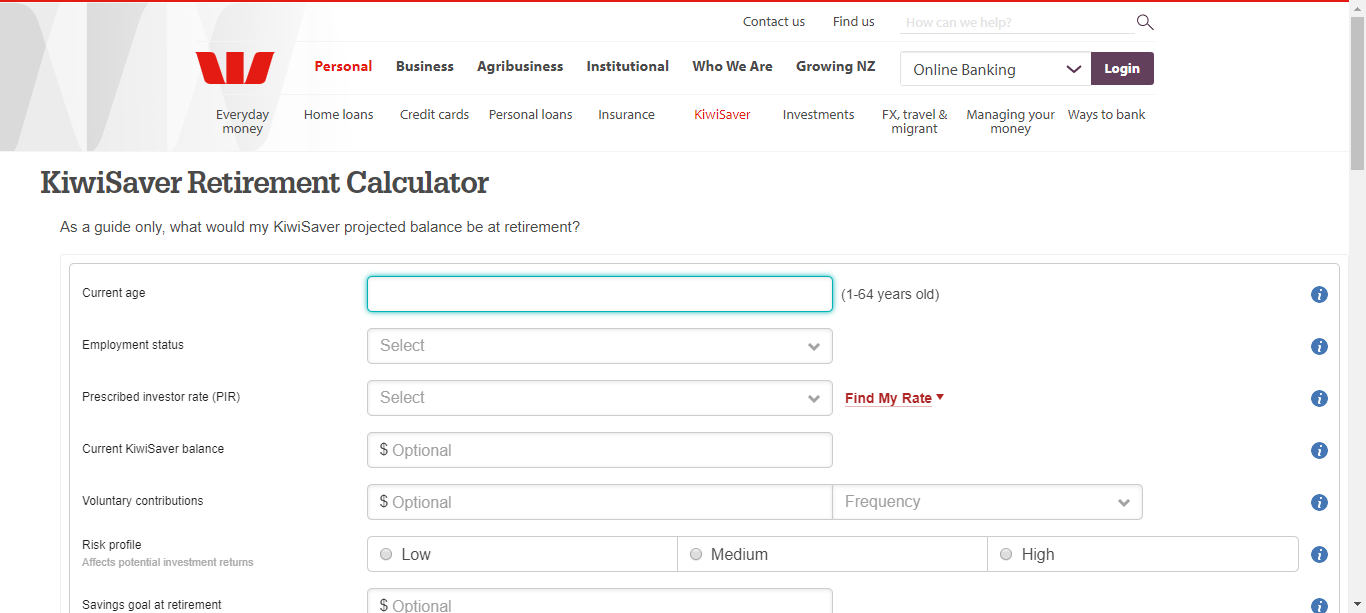 Contact us Find us How can we help?
Personal Business Agribusiness Institutional Who We Are Growing NZ Online Banking Login
Everyday money Home loans Credit cards Personal loans Insurance KiwiSaver Investments FX, travel & migrant Managing your money Ways to bank
KiwiSaver Retirement Calculator
As a guide only, what would my KiwiSaver projected balance be at retirement?
Current age (1-64 years old)
Employment status Select
Prescribed investor rate (PIR) Select Find My Rate
Current KiwiSaver balance $ Optional
Voluntary contributions $ Optional Frequency
Risk profile Low Medium High
Affects potential investment returns
Savings goal at retirement $ Optional